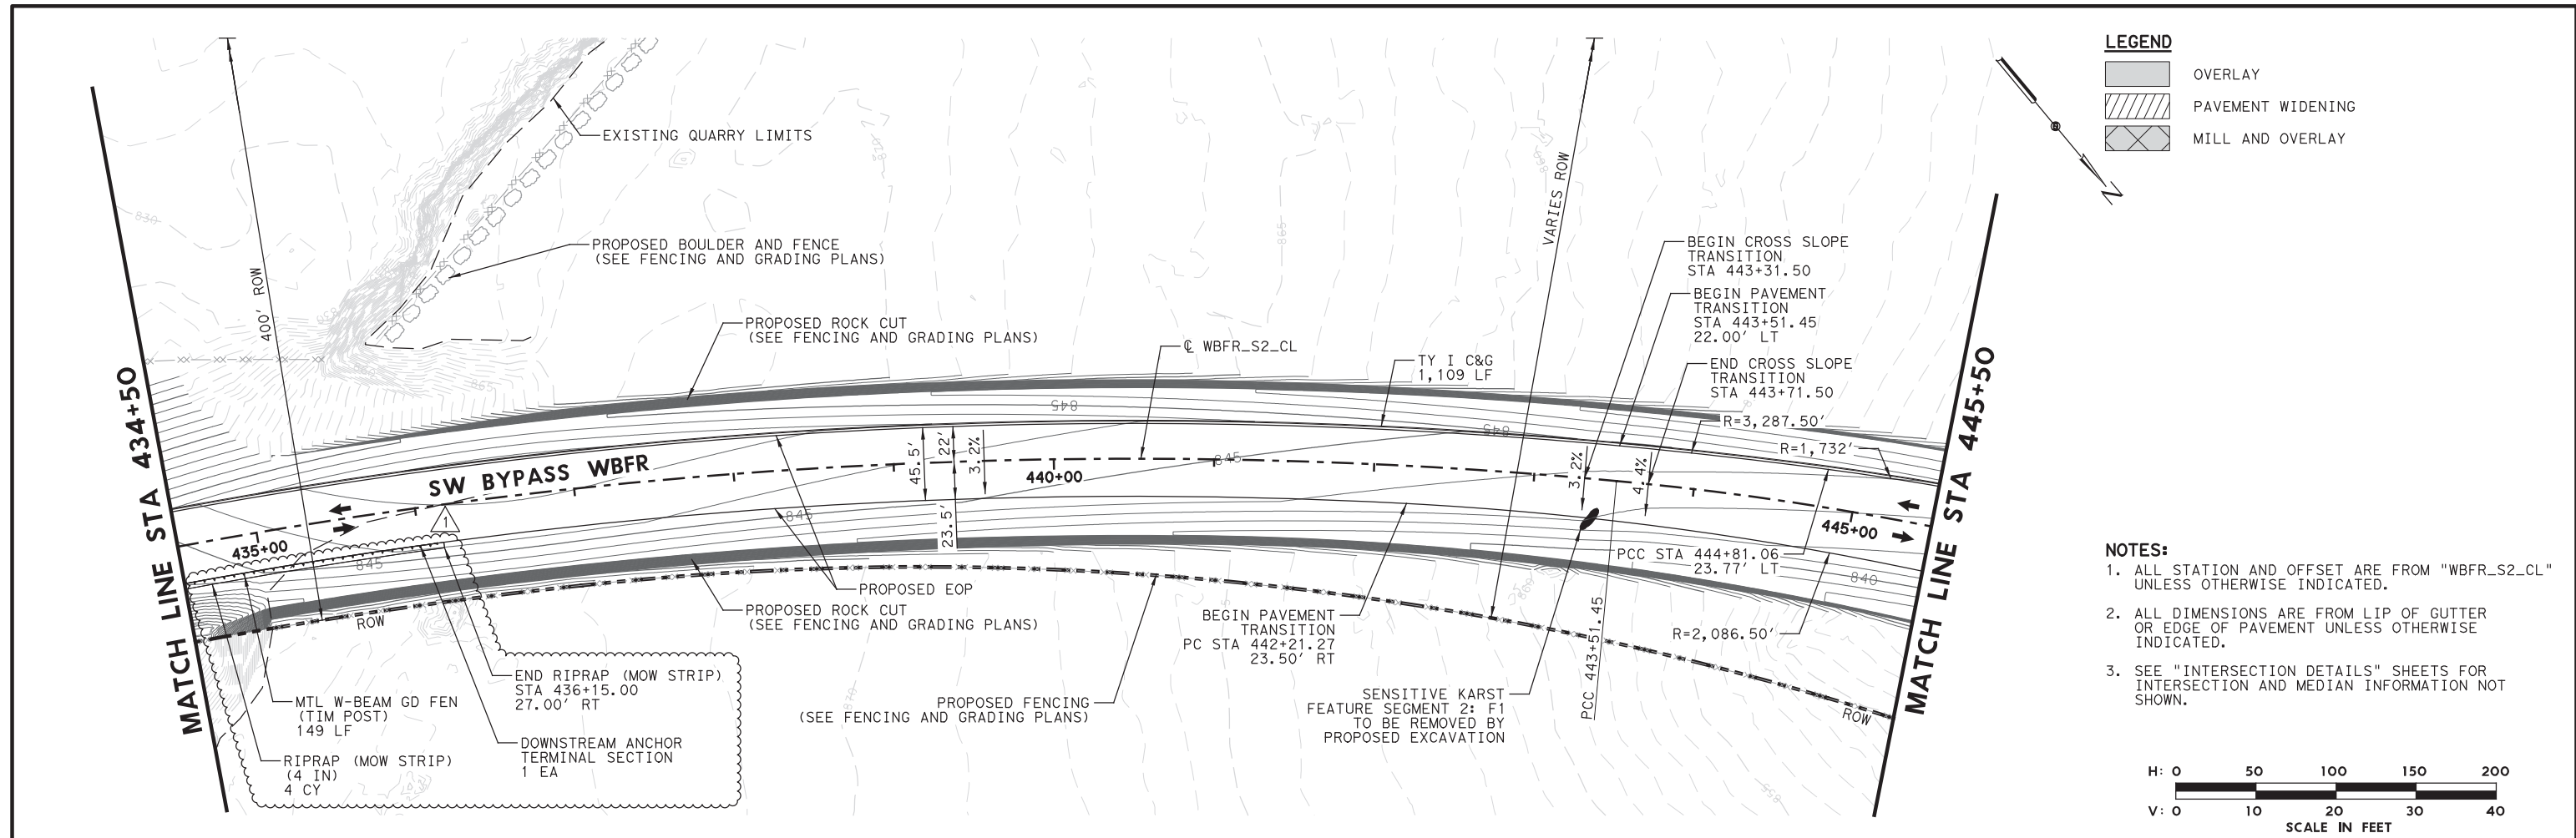 LEGEND
OVERLAY
PAVEMENT WIDENING
MILL AND OVERLAY
N
EXISTING QUARRY LIMITS
PROPOSED BOULDER AND FENCE
(SEE FENCING AND GRADING PLANS)
400' ROW
VARIES ROW
830
865
PROPOSED ROCK CUT
(SEE FENCING AND GRADING PLANS)
℄ WBFR_S2_CL
TY I C&G
1,109 LF
BEGIN CROSS SLOPE
TRANSITION
STA 443+31.50
BEGIN PAVEMENT
TRANSITION
STA 443+51.45
22.00' LT
END CROSS SLOPE
TRANSITION
STA 443+71.50
R=3,287.50'
R=1,732'
MATCH LINE STA 434+50
MATCH LINE STA 445+50
SW BYPASS WBFR
845
845
845
845
845
45.5'
22'
3.2%
23.5'
3.2%
4.4%
435+00
440+00
445+00
1
PROPOSED EOP
PROPOSED ROCK CUT
(SEE FENCING AND GRADING PLANS)
ROW
END RIPRAP (MOW STRIP)
STA 436+15.00
27.00' RT
MTL W-BEAM GD FEN
(TIM POST)
149 LF
DOWNSTREAM ANCHOR
TERMINAL SECTION
1 EA
RIPRAP (MOW STRIP)
(4 IN)
4 CY
PROPOSED FENCING
(SEE FENCING AND GRADING PLANS)
BEGIN PAVEMENT
TRANSITION
PC STA 442+21.27
23.50' RT
SENSITIVE KARST
FEATURE SEGMENT 2: F1
TO BE REMOVED BY
PROPOSED EXCAVATION
PCC 443+51.45
PCC STA 444+81.06
23.77' LT
R=2,086.50'
840
870
855
ROW
NOTES:
1. ALL STATION AND OFFSET ARE FROM "WBFR_S2_CL"
UNLESS OTHERWISE INDICATED.
2. ALL DIMENSIONS ARE FROM LIP OF GUTTER
OR EDGE OF PAVEMENT UNLESS OTHERWISE
INDICATED.
3. SEE "INTERSECTION DETAILS" SHEETS FOR
INTERSECTION AND MEDIAN INFORMATION NOT
SHOWN.
H: 0 50 100 150 200
V: 0 10 20 30 40
SCALE IN FEET